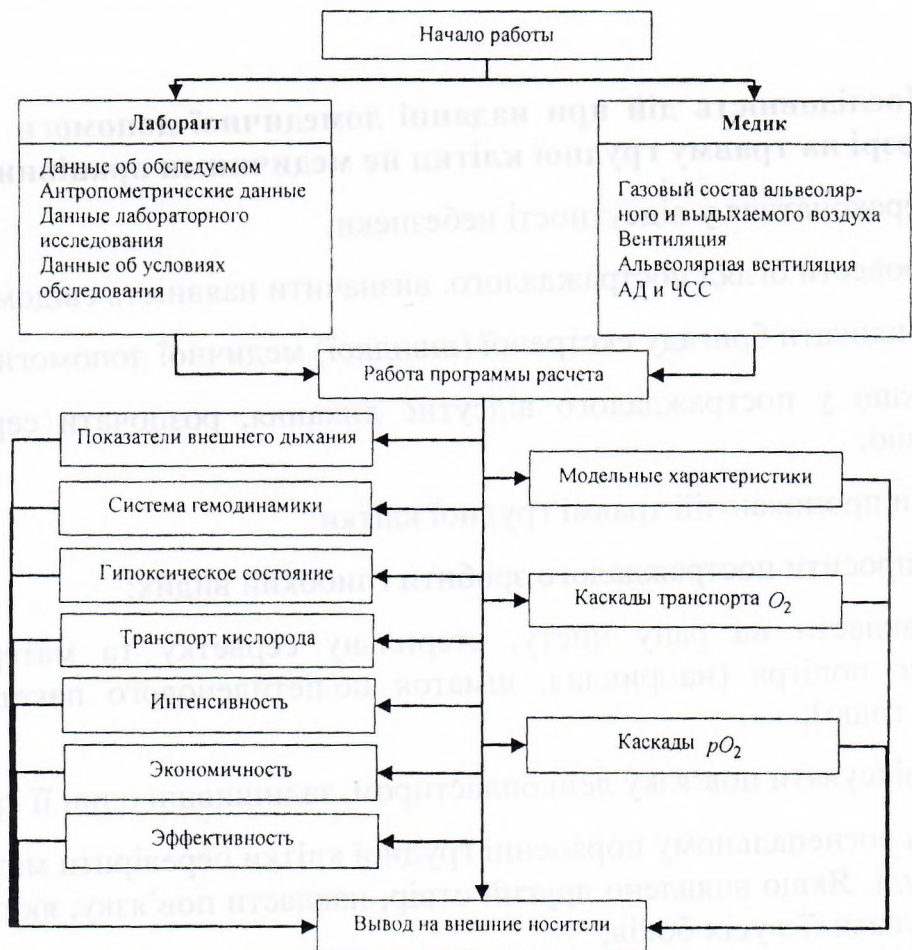 Начало работы
Лаборант
Данные об обследуемом
Антропометрические данные
Данные лабораторного
исследования
Данные об условиях
обследования
Медик
Газовый состав альвеоляр-
ного и выдыхаемого воздуха
Вентиляция
Альвеолярная вентиляция
АД и ЧСС
Работа программы расчета
Показатели внешнего дыхания
Система гемодинамики
Гипоксическое состояние
Транспорт кислорода
Интенсивность
Экономичность
Эффективность
Модельные характеристики
Каскады транспорта O₂
Каскады pO₂
Вывод на внешние носители